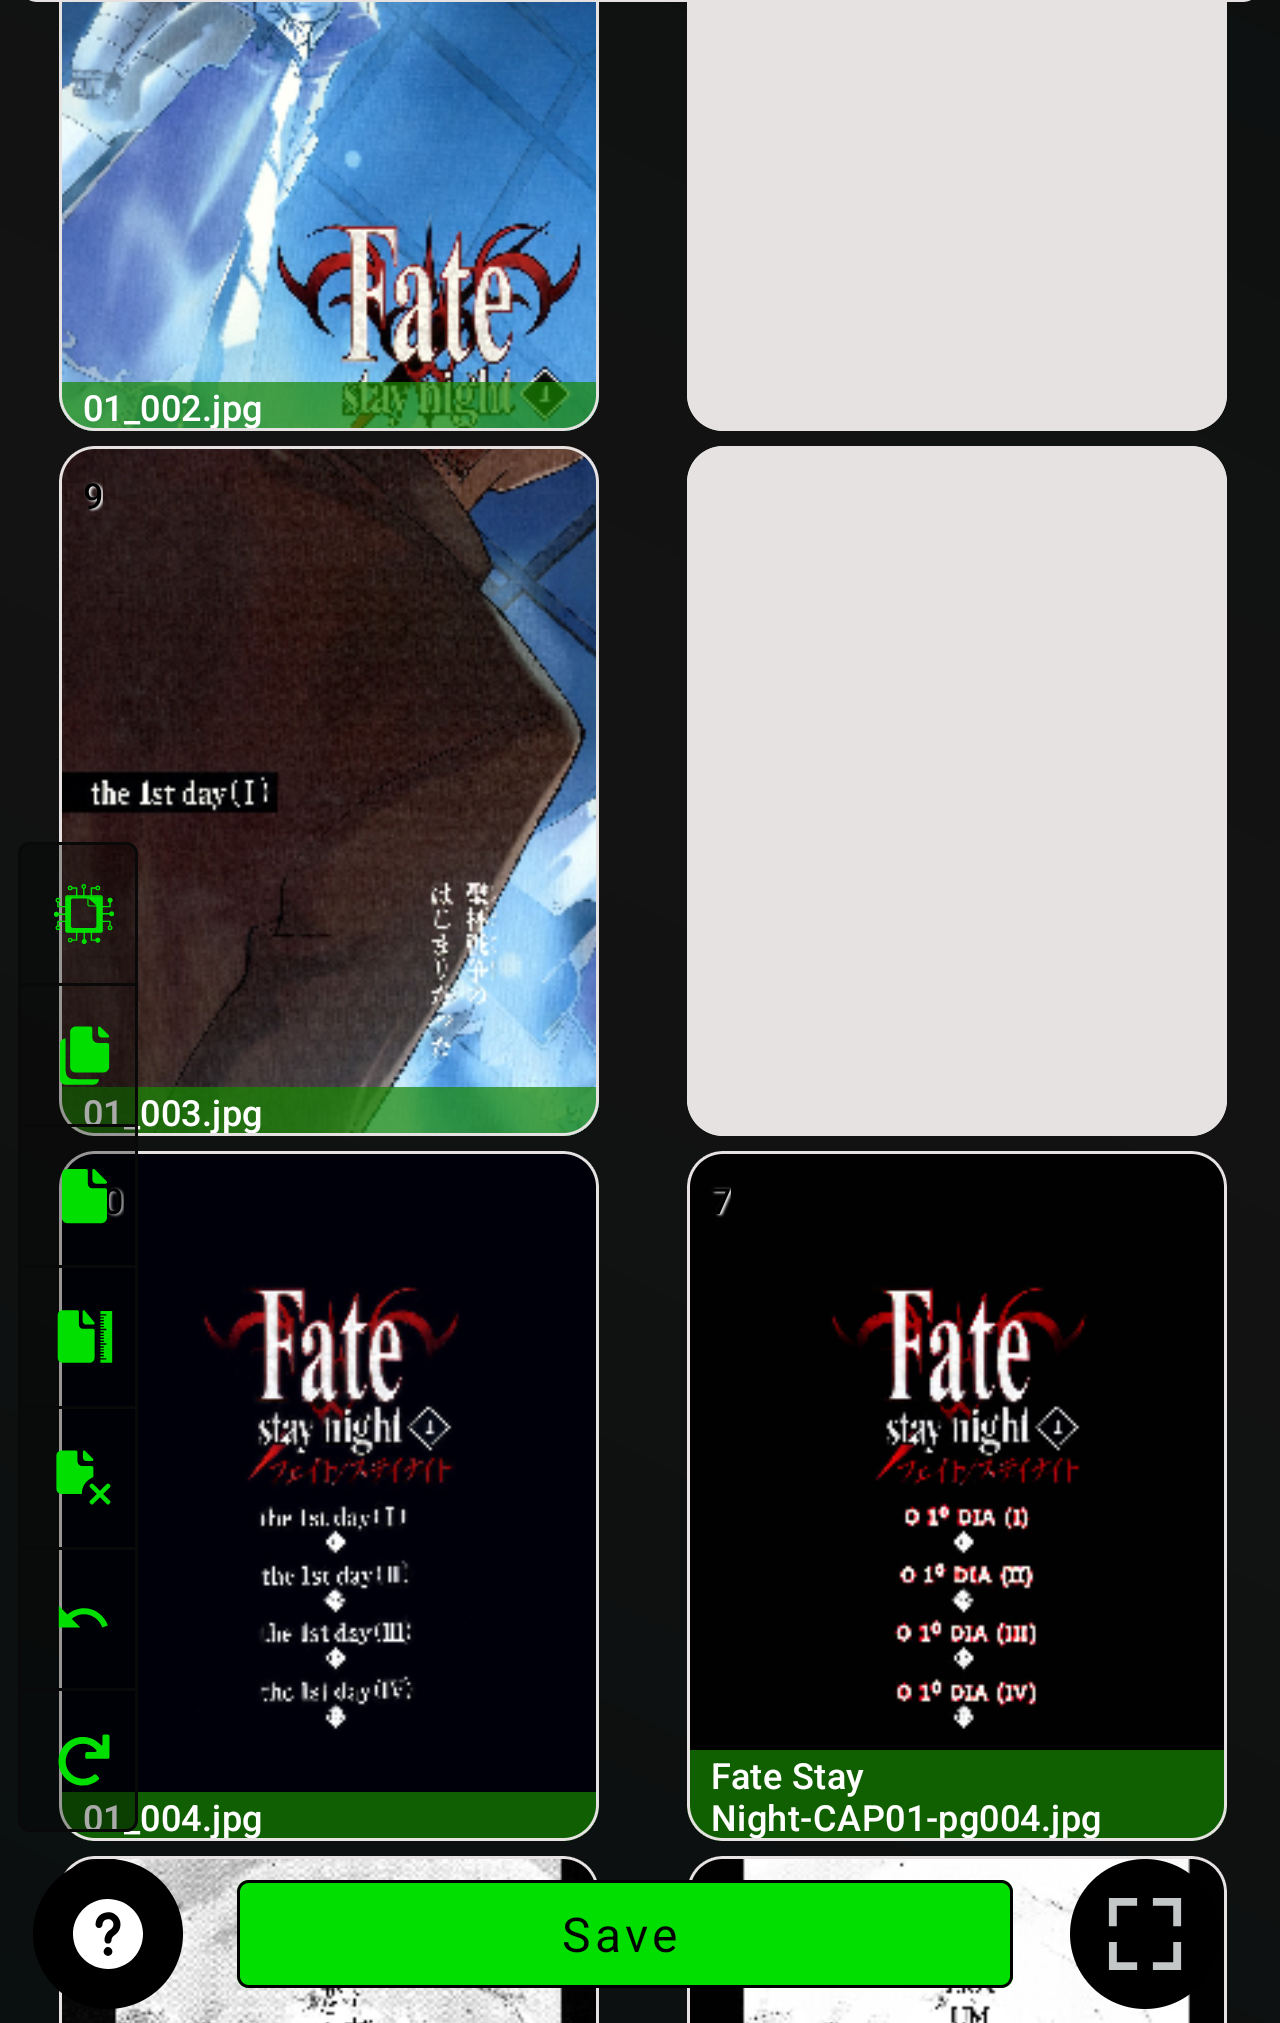 Fate
stay night 1
01_002.jpg
9
the 1st day (I)
聖杯戦争の
はじまりだった
01_003.jpg
0
Fate
stay night 1
フェイト/ステイナイト
the 1st day (I)
the 1st day (II)
the 1st day (III)
the 1st day (IV)
01_004.jpg
7
Fate
stay night 1
フェイト/ステイナイト
O 1º DIA (I)
O 1º DIA (II)
O 1º DIA (III)
O 1º DIA (IV)
Fate Stay
Night-CAP01-pg004.jpg
?
Save
UM